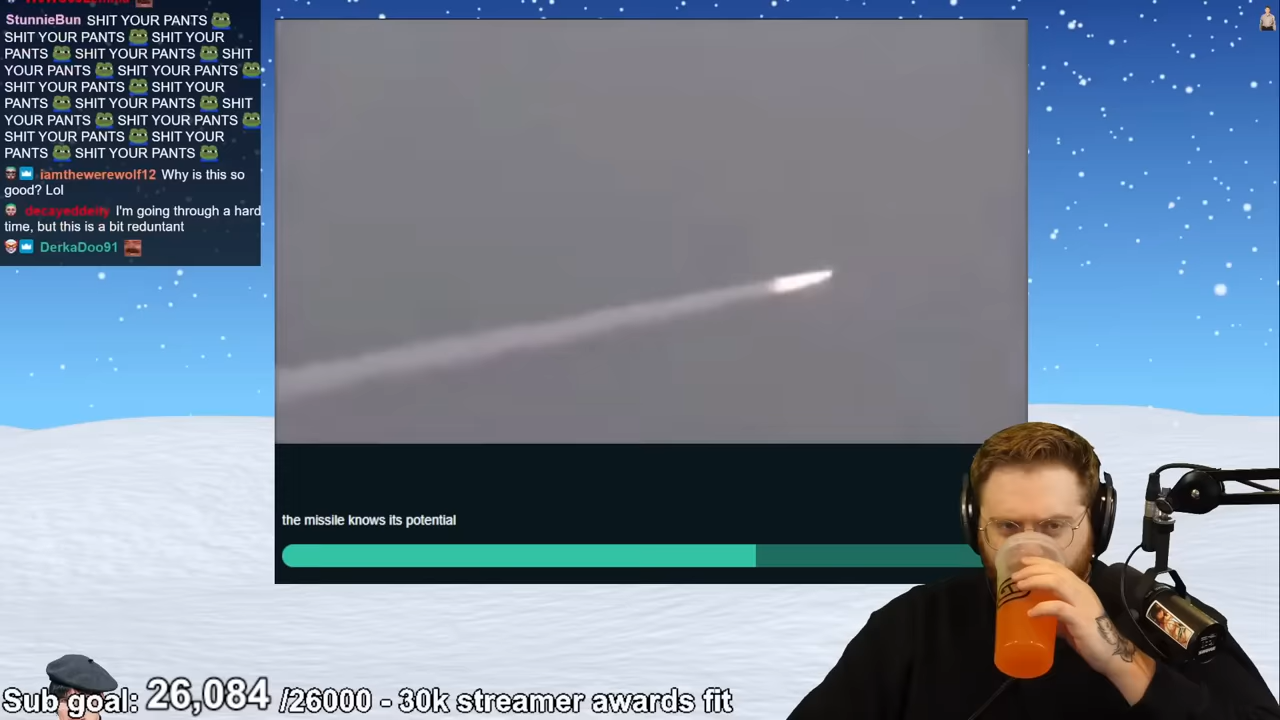 StunnieBun SHIT YOUR PANTS
SHIT YOUR PANTS SHIT YOUR
PANTS SHIT YOUR PANTS SHIT
YOUR PANTS SHIT YOUR PANTS
SHIT YOUR PANTS SHIT YOUR
PANTS SHIT YOUR PANTS SHIT
YOUR PANTS SHIT YOUR PANTS
SHIT YOUR PANTS SHIT YOUR
PANTS SHIT YOUR PANTS
iamthewerewolf12 Why is this so
good? Lol
decayeddeity I'm going through a hard
time, but this is a bit reduntant
DerkaDoo91
the missile knows its potential
Sub goal: 26,084 /26000 - 30k streamer awards fit